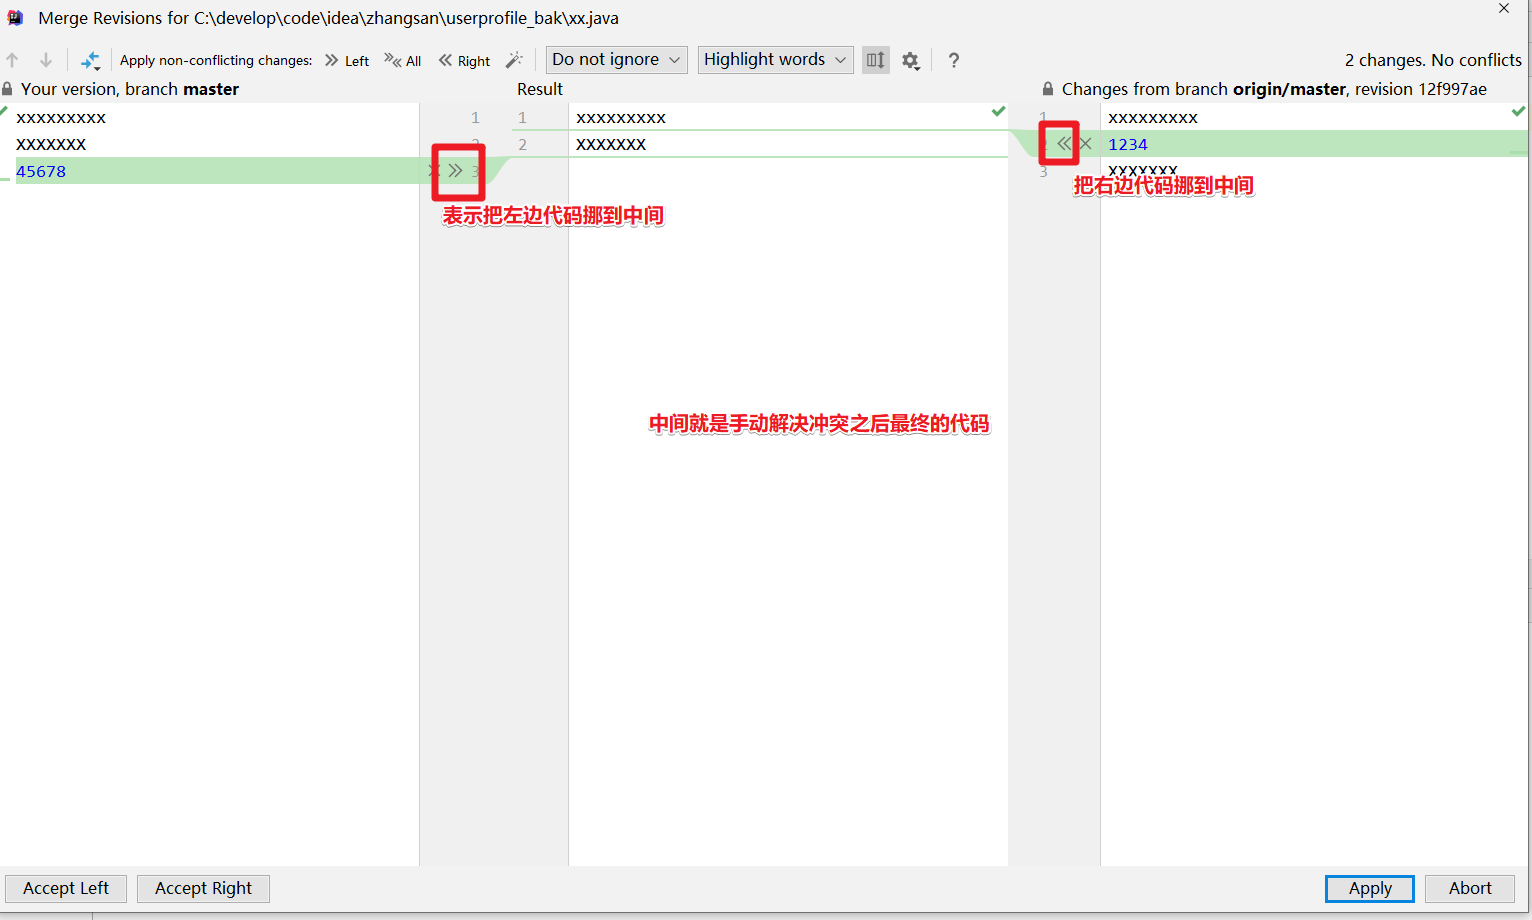 Merge Revisions for C:\develop\code\idea\zhangsan\userprofile_bak\xx.java
Apply non-conflicting changes: Left All Right Do not ignore Highlight words ? 2 changes. No conflicts
Your version, branch master
Result
Changes from branch origin/master, revision 12f997ae
xxxxxxxxx 1
xxxxxxx 2
45678 3
1 xxxxxxxxx
2 xxxxxxx
1 xxxxxxxxx
1234
3 xxxxxxx
表示把左边代码挪到中间
把右边代码挪到中间
中间就是手动解决冲突之后最终的代码
Accept Left Accept Right Apply Abort